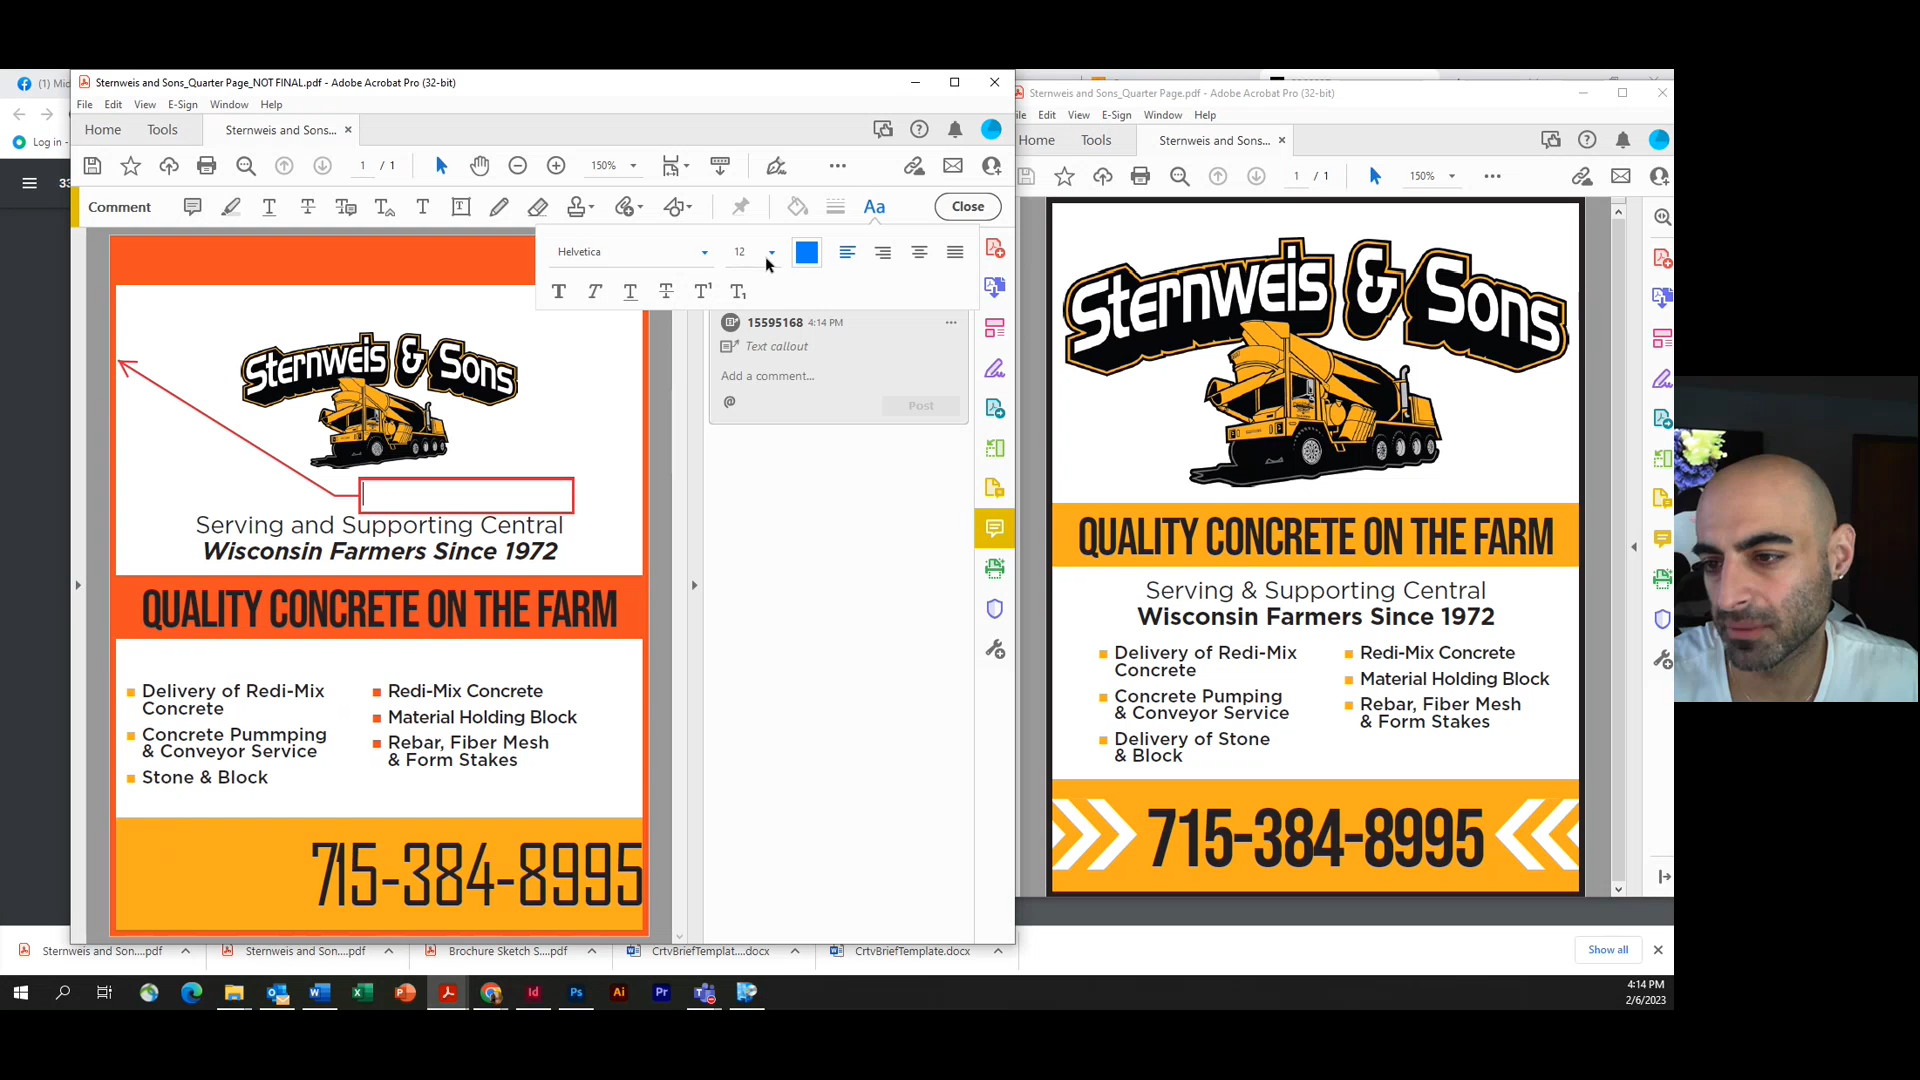 (1) Mic
Log in -
33
Sternweis and Sons_Quarter Page_NOT FINAL.pdf - Adobe Acrobat Pro (32-bit)
File Edit View E-Sign Window Help
Home Tools Sternweis and Sons...
1 / 1 150%
Comment Aa Close
Helvetica 12
15595168 4:14 PM
Text callout
Add a comment...
@
Post
Sternweis & Sons
Serving and Supporting Central
Wisconsin Farmers Since 1972
QUALITY CONCRETE ON THE FARM
Delivery of Redi-Mix
Concrete
Concrete Pummping
& Conveyor Service
Stone & Block
Redi-Mix Concrete
Material Holding Block
Rebar, Fiber Mesh
& Form Stakes
715-384-8995
Sternweis and Sons_Quarter Page.pdf - Adobe Acrobat Pro (32-bit)
ile Edit View E-Sign Window Help
Home Tools Sternweis and Sons...
1 / 1 150%
Sternweis & Sons
QUALITY CONCRETE ON THE FARM
Serving & Supporting Central
Wisconsin Farmers Since 1972
Delivery of Redi-Mix
Concrete
Concrete Pumping
& Conveyor Service
Delivery of Stone
& Block
Redi-Mix Concrete
Material Holding Block
Rebar, Fiber Mesh
& Form Stakes
715-384-8995
Sternweis and Son....pdf
Sternweis and Son....pdf
Brochure Sketch S....pdf
CrtvBriefTemplat....docx
CrtvBriefTemplate.docx
Show all
4:14 PM
2/6/2023